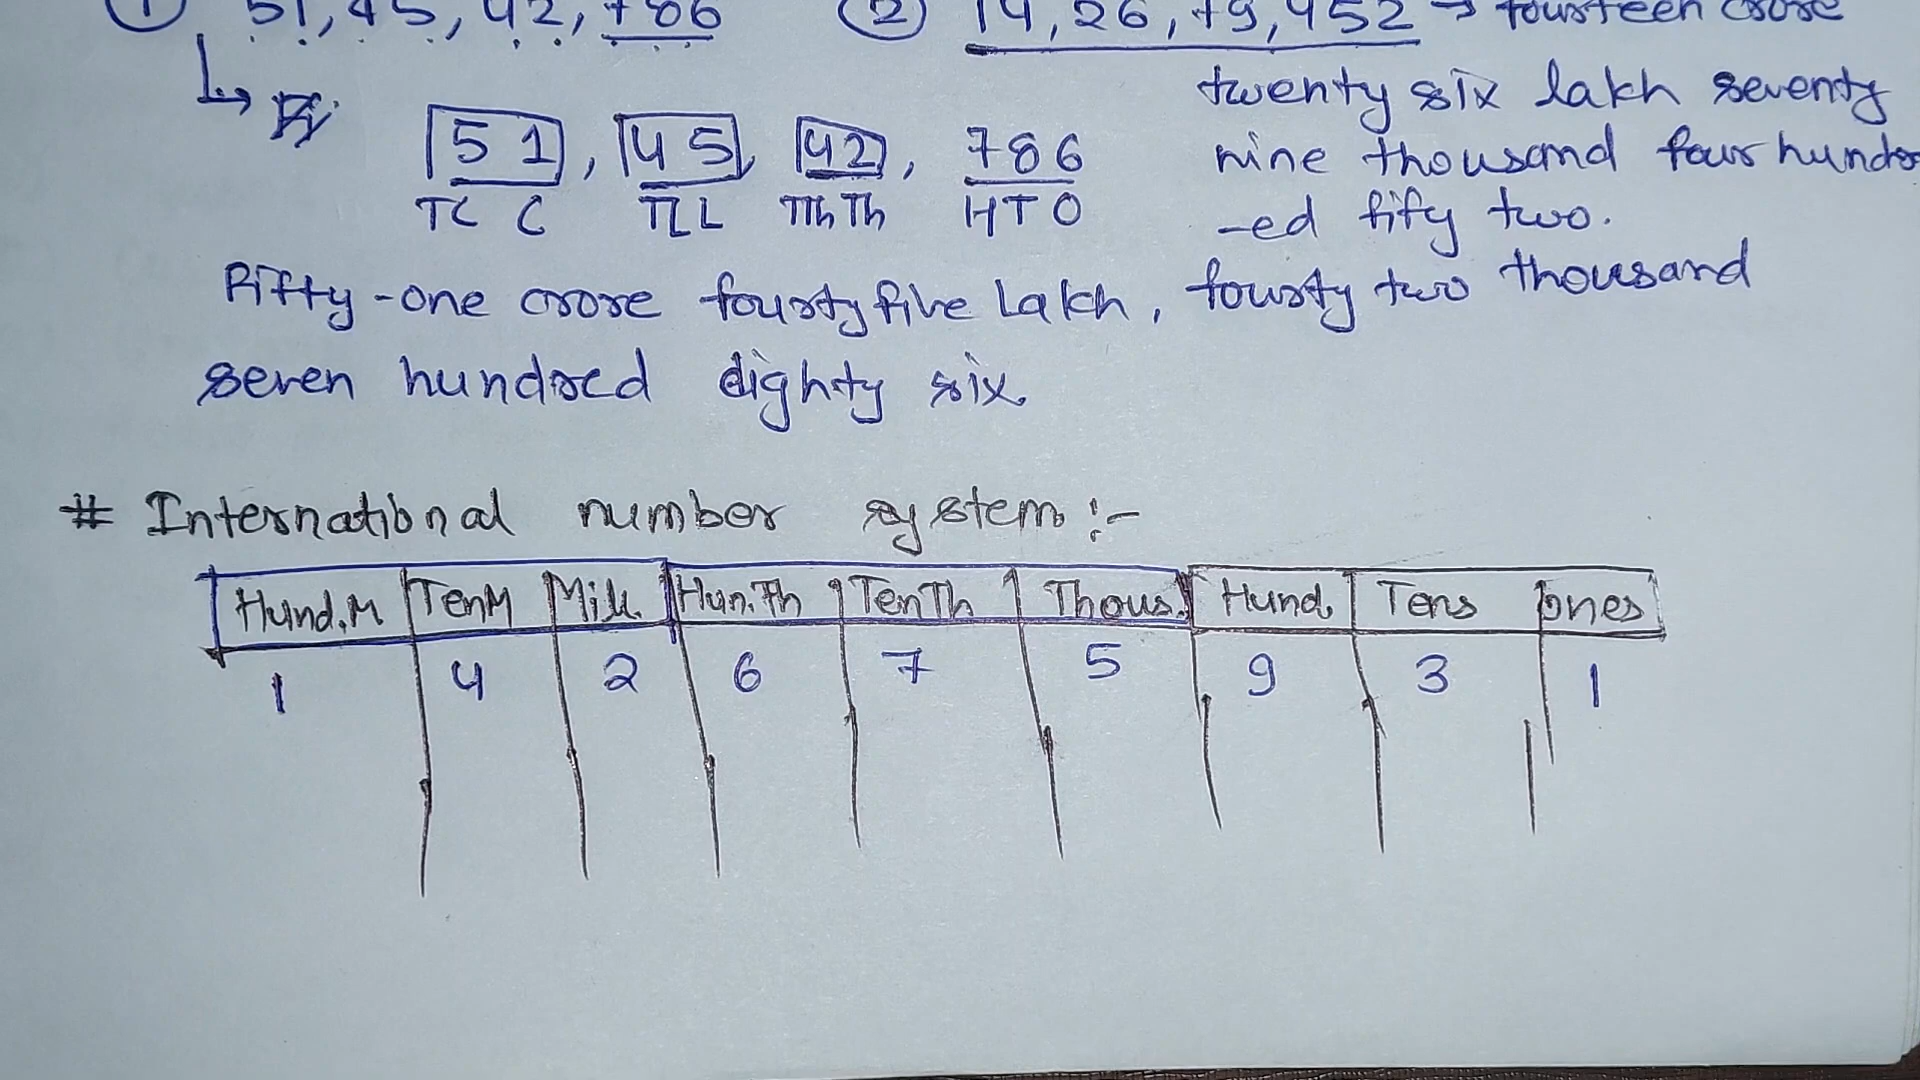 1 51,45,42,786 2 14,26,79,452 → fourteen crore
twenty six lakh seventy
51, 45, 42, 786 nine thousand four hundr
TC C TL L TTh Th H T O -ed fify two.
Fifty-one crore fourty five Lakh, fourty two thousand
seven hundred eighty six.
# International number system :-
Hund.M TenM Mill. Hun.Th TenTh Thous. Hund. Tens ones
1 4 2 6 7 5 9 3 1